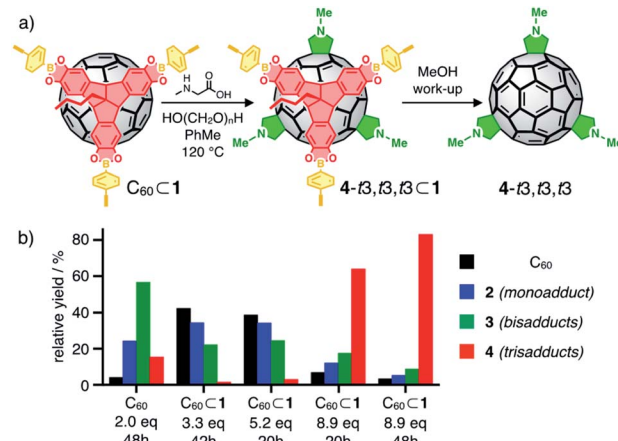 a)
Me
N
B
O
O
O
O
B
N
H
O
OH
HO(CH₂O)ₙH
PhMe
120 °C
O
O
B
C₆₀⊂1
Me
N
B
O
O
O
O
B
N
Me
N
Me
O
O
B
4-t3,t3,t3⊂1
MeOH
work-up
Me
N
N
Me
N
Me
4-t3,t3,t3
b)
relative yield / %
80
60
40
20
0
C₆₀
2 (monoadduct)
3 (bisadducts)
4 (trisadducts)
C₆₀ C₆₀⊂1 C₆₀⊂1 C₆₀⊂1 C₆₀⊂1
2.0 eq 3.3 eq 5.2 eq 8.9 eq 8.9 eq
48h 42h 20h 20h 48h